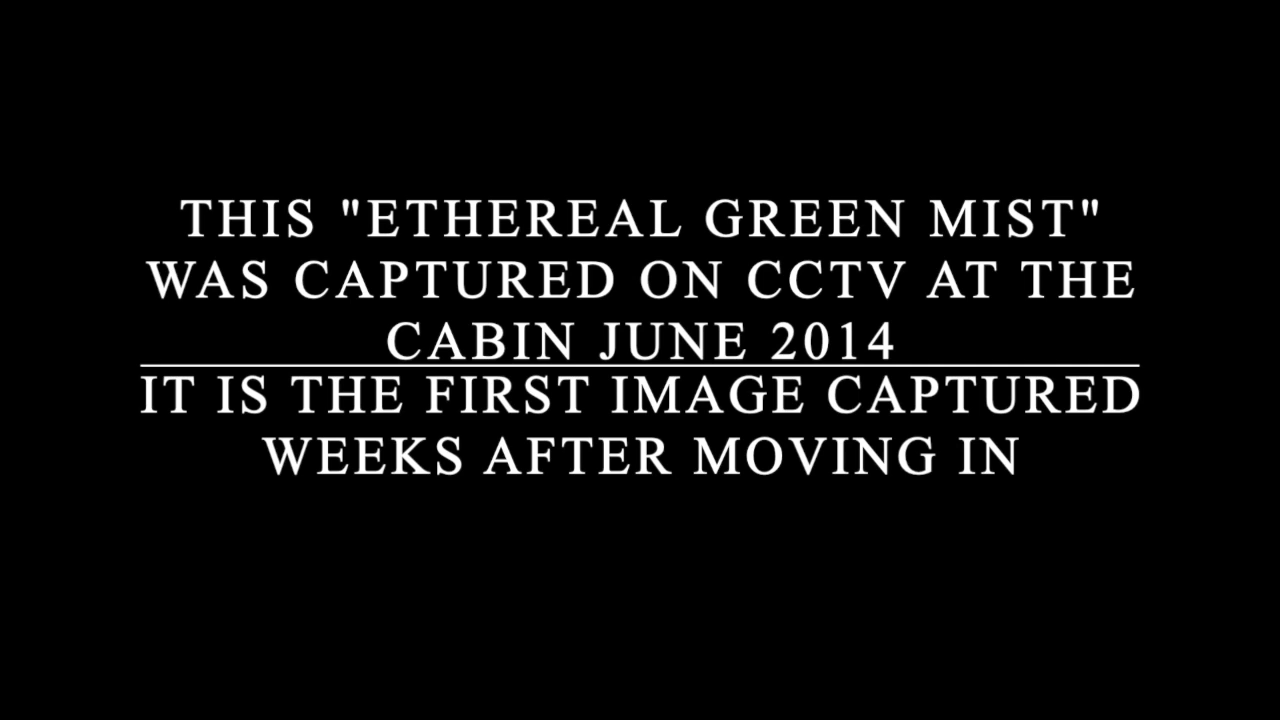 THIS "ETHEREAL GREEN MIST"
WAS CAPTURED ON CCTV AT THE
CABIN JUNE 2014
IT IS THE FIRST IMAGE CAPTURED
WEEKS AFTER MOVING IN